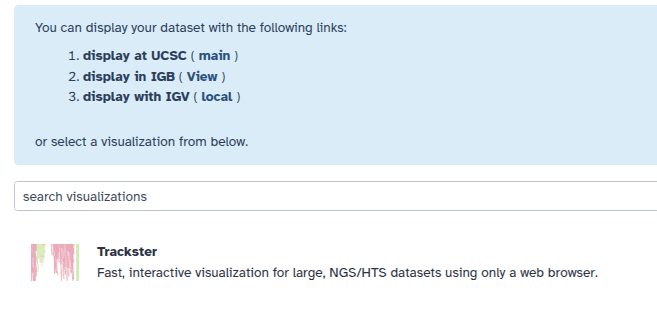 You can display your dataset with the following links:
1. display at UCSC ( main )
2. display in IGB ( View )
3. display with IGV ( local )
or select a visualization from below.
search visualizations
Trackster
Fast, interactive visualization for large, NGS/HTS datasets using only a web browser.